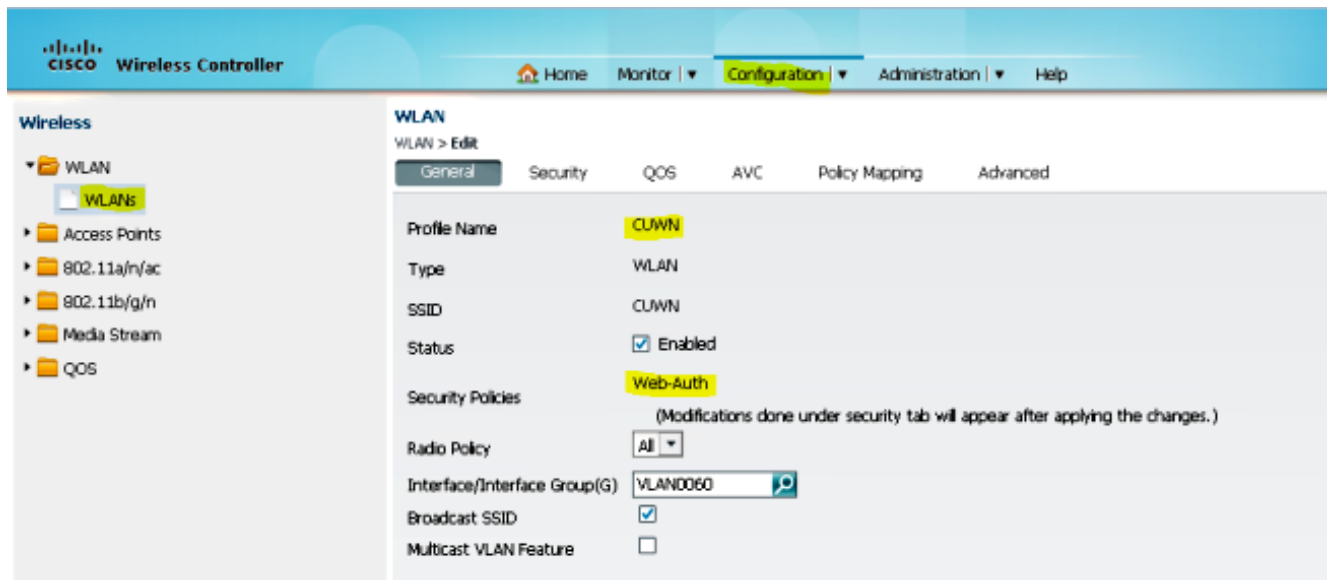 CISCO Wireless Controller
Home Monitor Configuration Administration Help
Wireless
WLAN
WLANs
Access Points
802.11a/n/ac
802.11b/g/n
Media Stream
QOS
WLAN
WLAN > Edit
General Security QOS AVC Policy Mapping Advanced
Profile Name CUWN
Type WLAN
SSID CUWN
Status Enabled
Security Policies Web-Auth
(Modifications done under security tab will appear after applying the changes.)
Radio Policy All
Interface/Interface Group(G) VLAN0060
Broadcast SSID
Multicast VLAN Feature